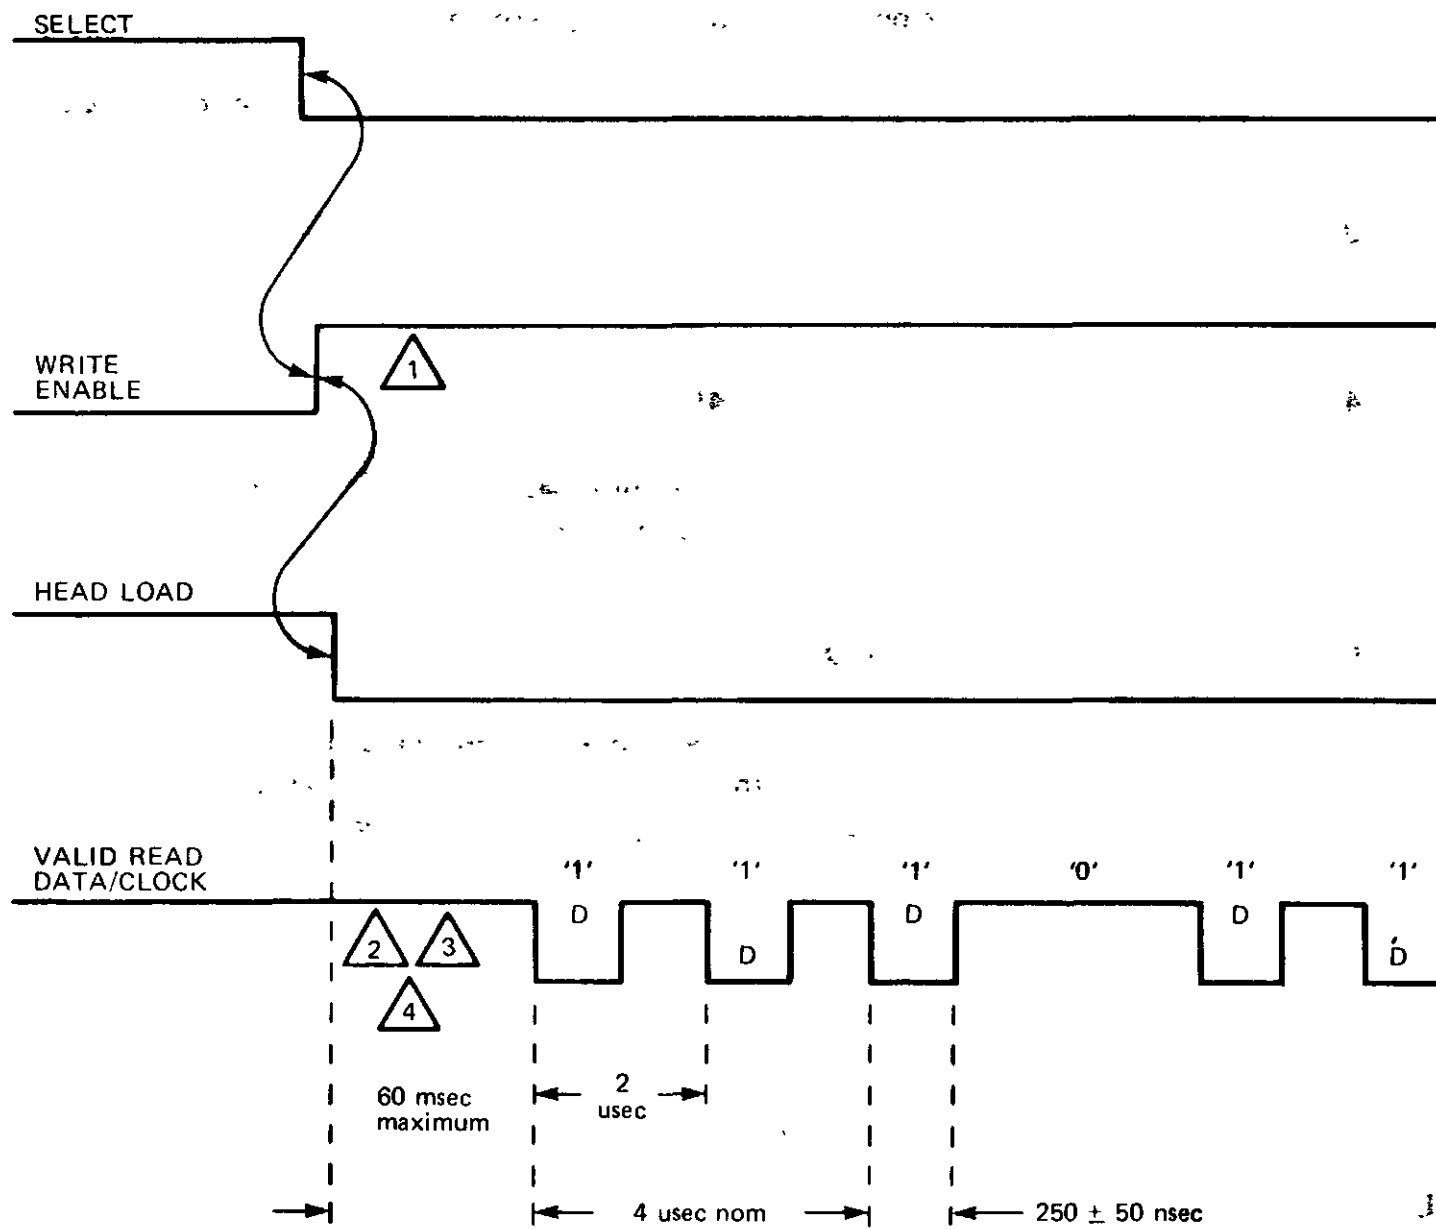 SELECT
WRITE
ENABLE
1
HEAD LOAD
VALID READ
DATA/CLOCK
'1' '1' '1' '0' '1' '1'
D D D D D
2 3
4
60 msec
maximum
2
usec
4 usec nom
250 ± 50 nsec